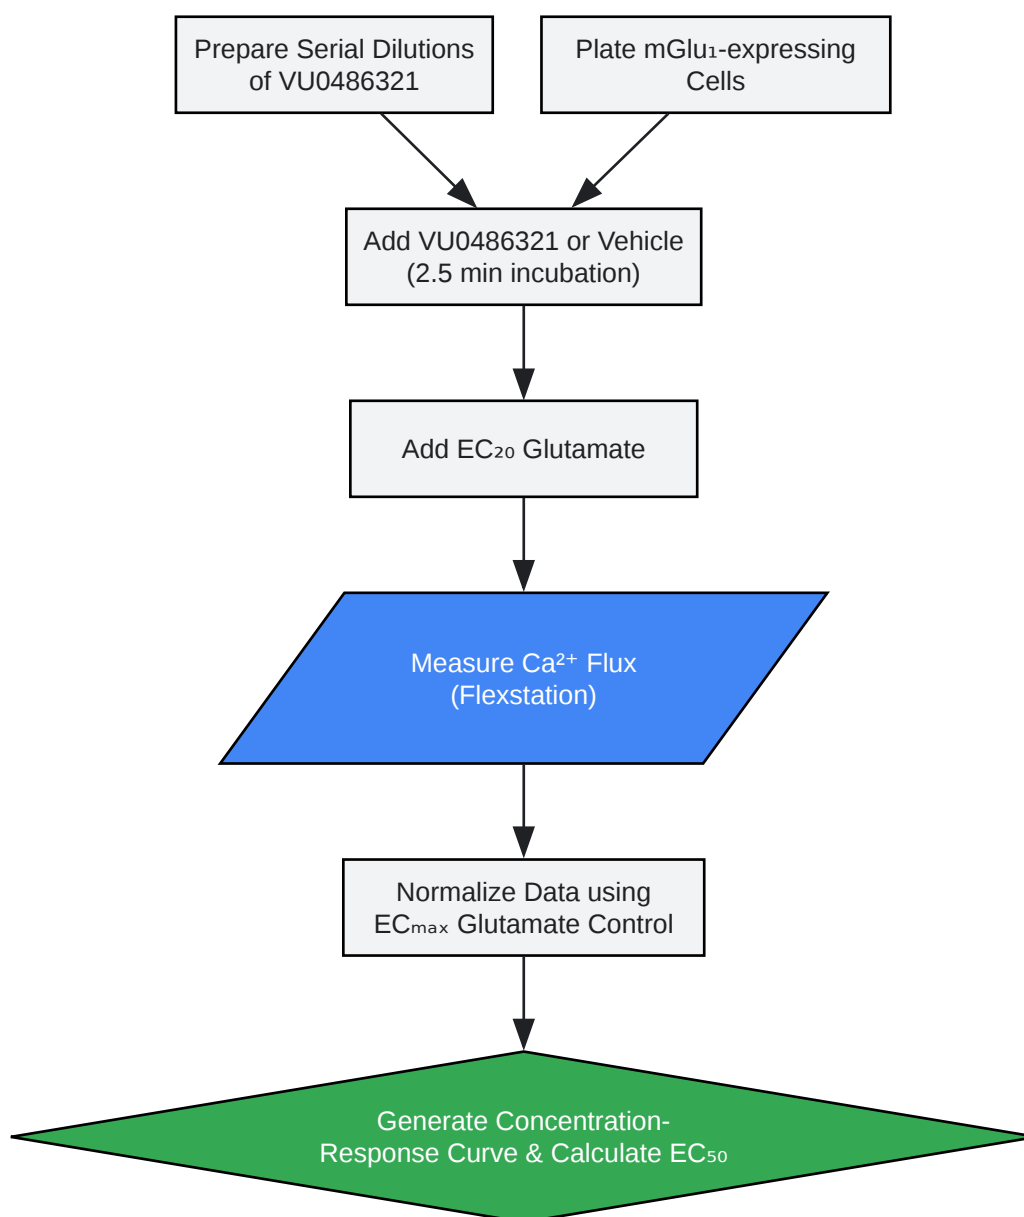 Prepare Serial Dilutions
of VU0486321
Plate mGlu₁-expressing
Cells
Add VU0486321 or Vehicle
(2.5 min incubation)
Add EC₂₀ Glutamate
Measure Ca²⁺ Flux
(Flexstation)
Normalize Data using
ECₘₐₓ Glutamate Control
Generate Concentration-
Response Curve & Calculate EC₅₀